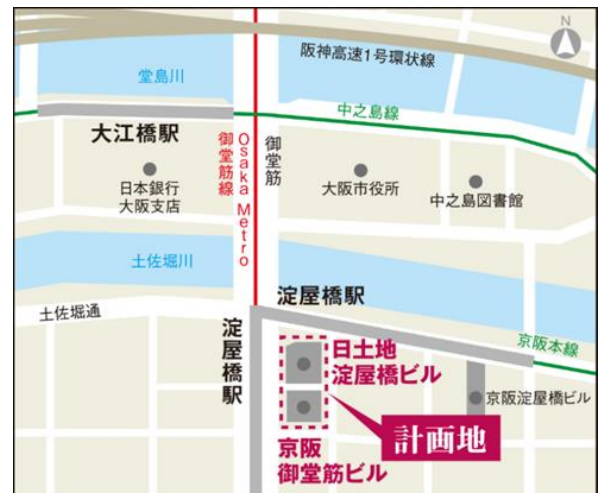 N
阪神高速1号環状線
堂島川
中之島線
大江橋駅
御堂筋線
Osaka Metro
御堂筋
日本銀行
大阪支店
大阪市役所
中之島図書館
土佐堀川
淀屋橋駅
土佐堀通
淀屋橋駅
京阪本線
日土地
淀屋橋ビル
京阪淀屋橋ビル
計画地
京阪
御堂筋ビル